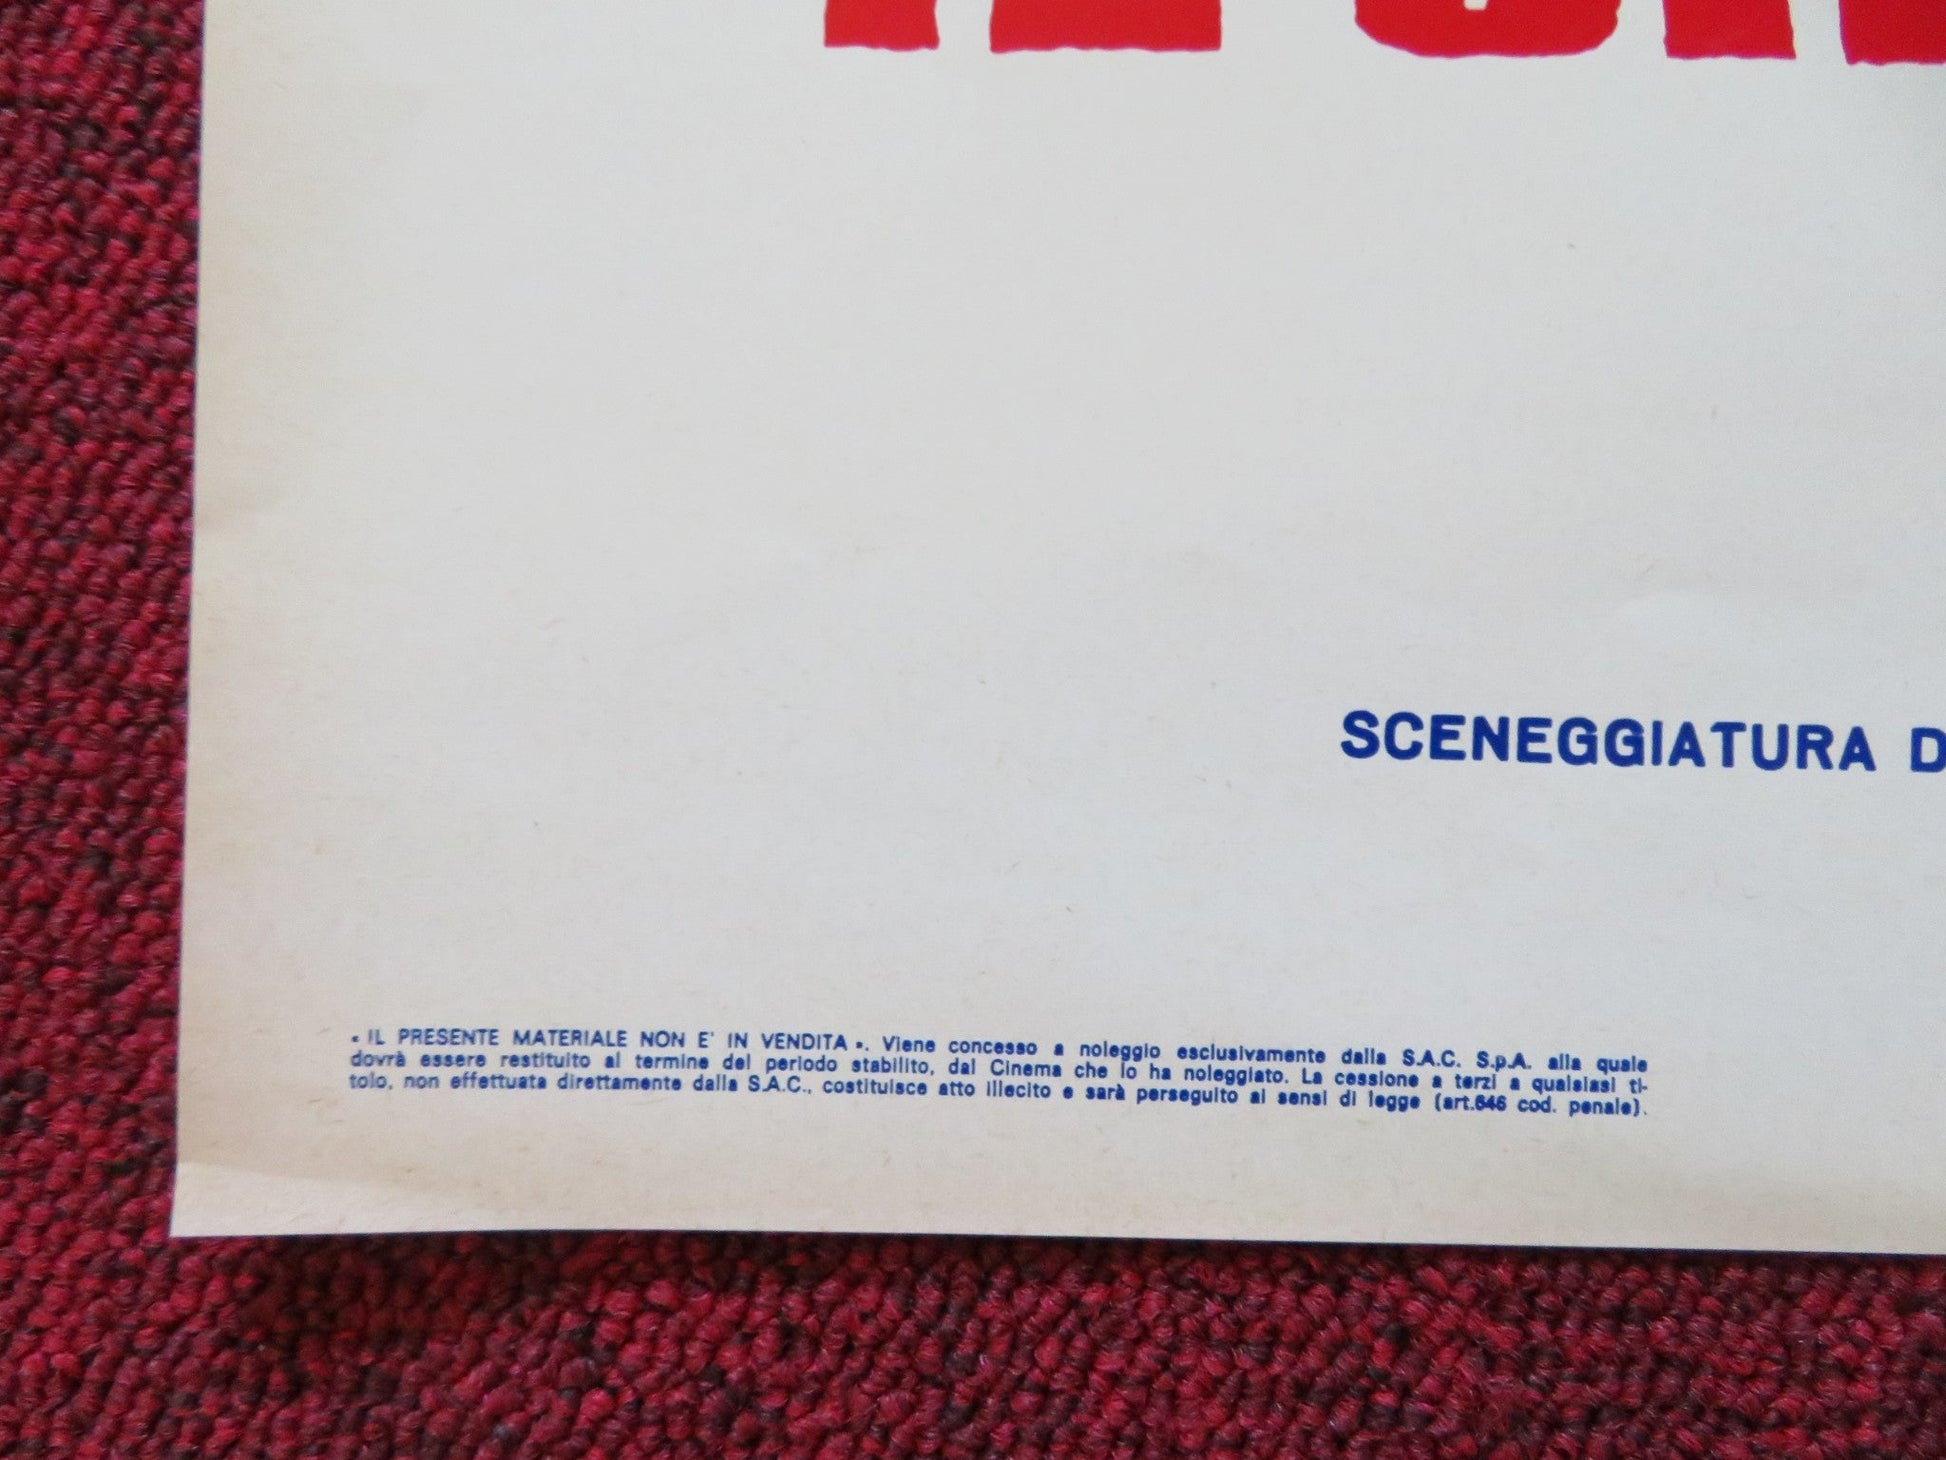 SCENEGGIATURA D
« IL PRESENTE MATERIALE NON E' IN VENDITA ». Viene concesso a noleggio esclusivamente dalla S.A.C. S.p.A. alla quale
dovrà essere restituito al termine del periodo stabilito, dal Cinema che lo ha noleggiato. La cessione a terzi a qualsiasi ti-
tolo, non effettuata direttamente dalla S.A.C., costituisce atto illecito e sarà perseguito ai sensi di legge (art.646 cod. penale).